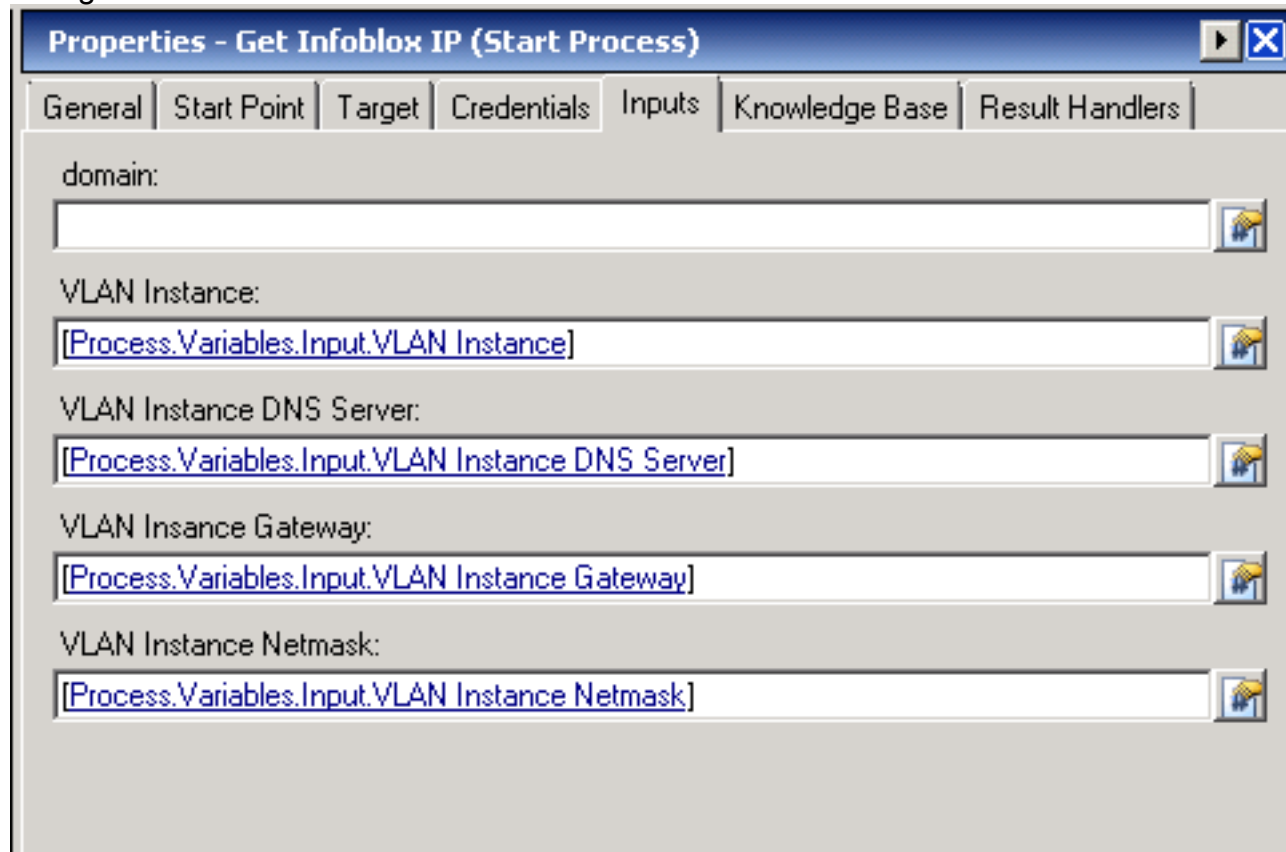 Properties - Get Infoblox IP (Start Process)
General Start Point Target Credentials Inputs Knowledge Base Result Handlers
domain:
VLAN Instance:
[Process.Variables.Input.VLAN Instance]
VLAN Instance DNS Server:
[Process.Variables.Input.VLAN Instance DNS Server]
VLAN Insance Gateway:
[Process.Variables.Input.VLAN Instance Gateway]
VLAN Instance Netmask:
[Process.Variables.Input.VLAN Instance Netmask]